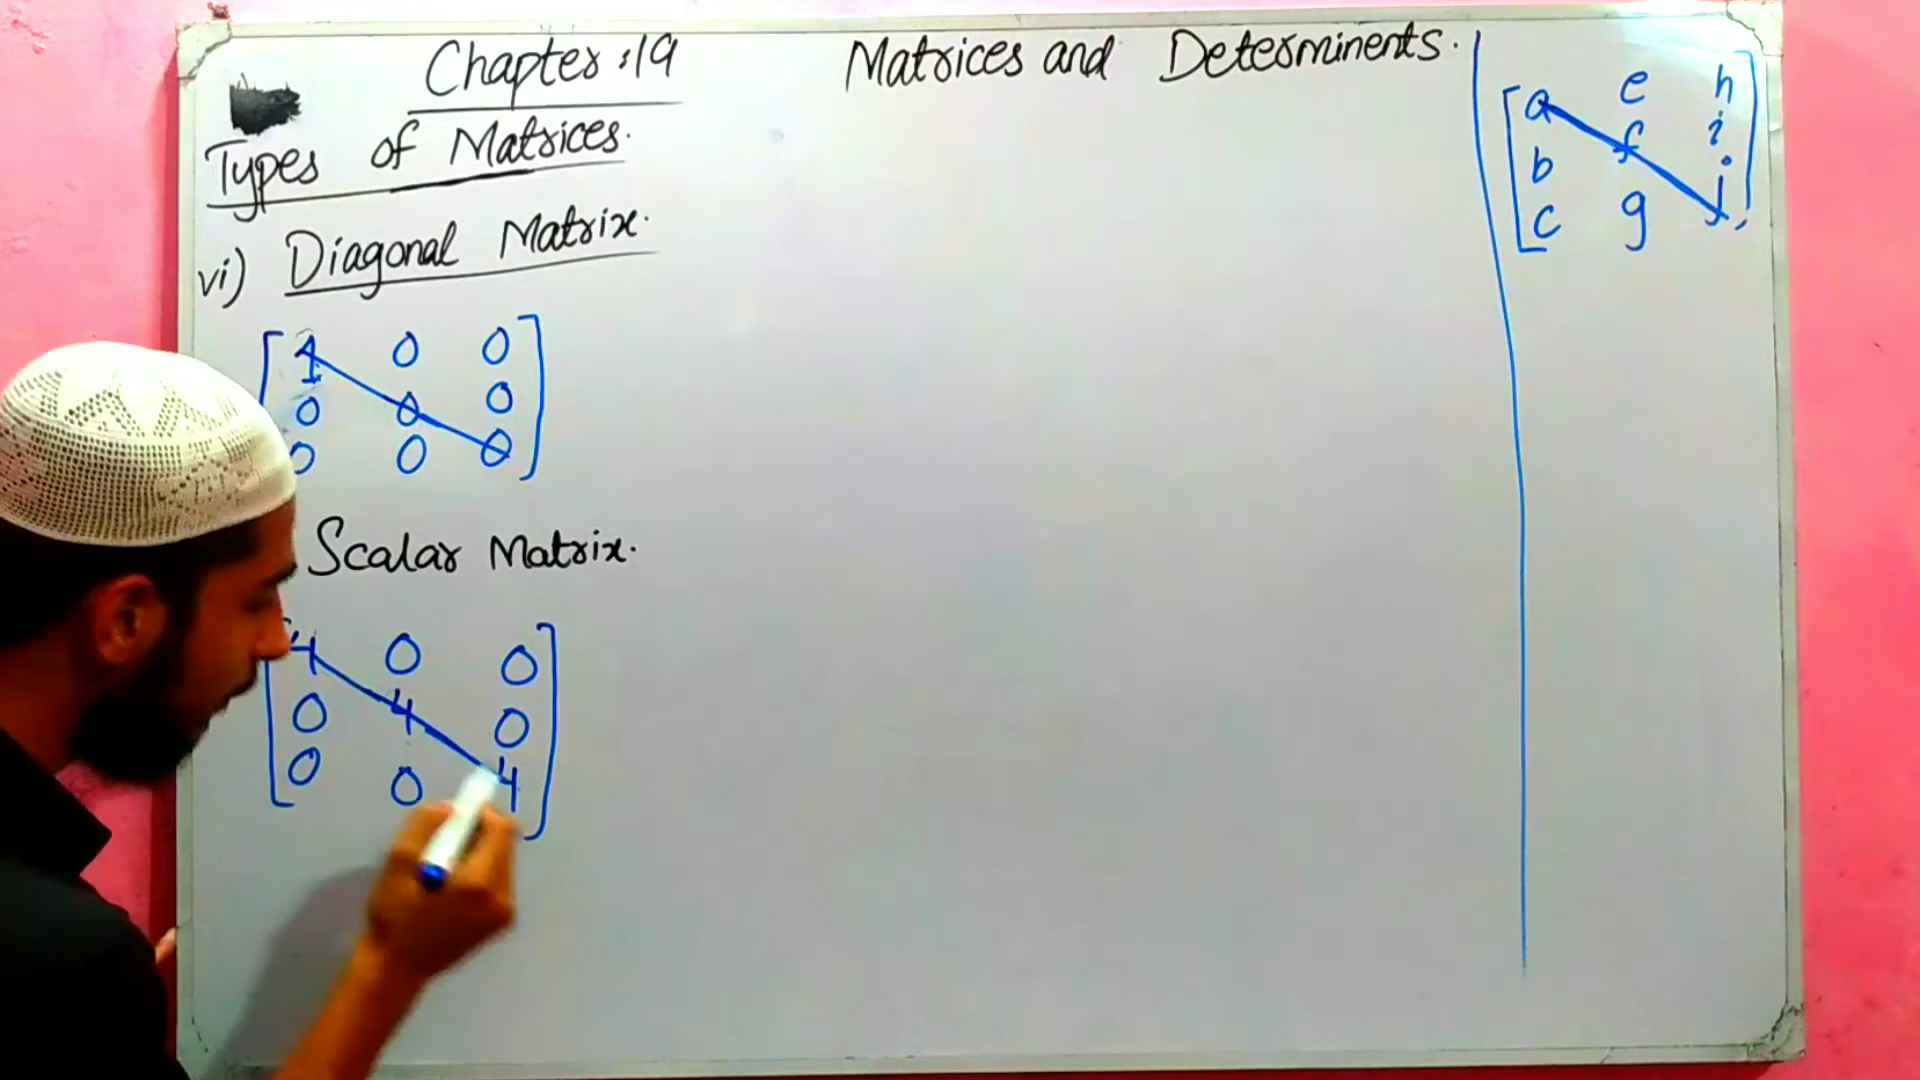 Chapter :19 Matrices and Determinents.
Types of Matrices.
vi) Diagonal Matrix.
1 0 0
0 0 0
0 0 0
Scalar Matrix.
4 0 0
0 4 0
0 0 4
a e h
b f i
c g j